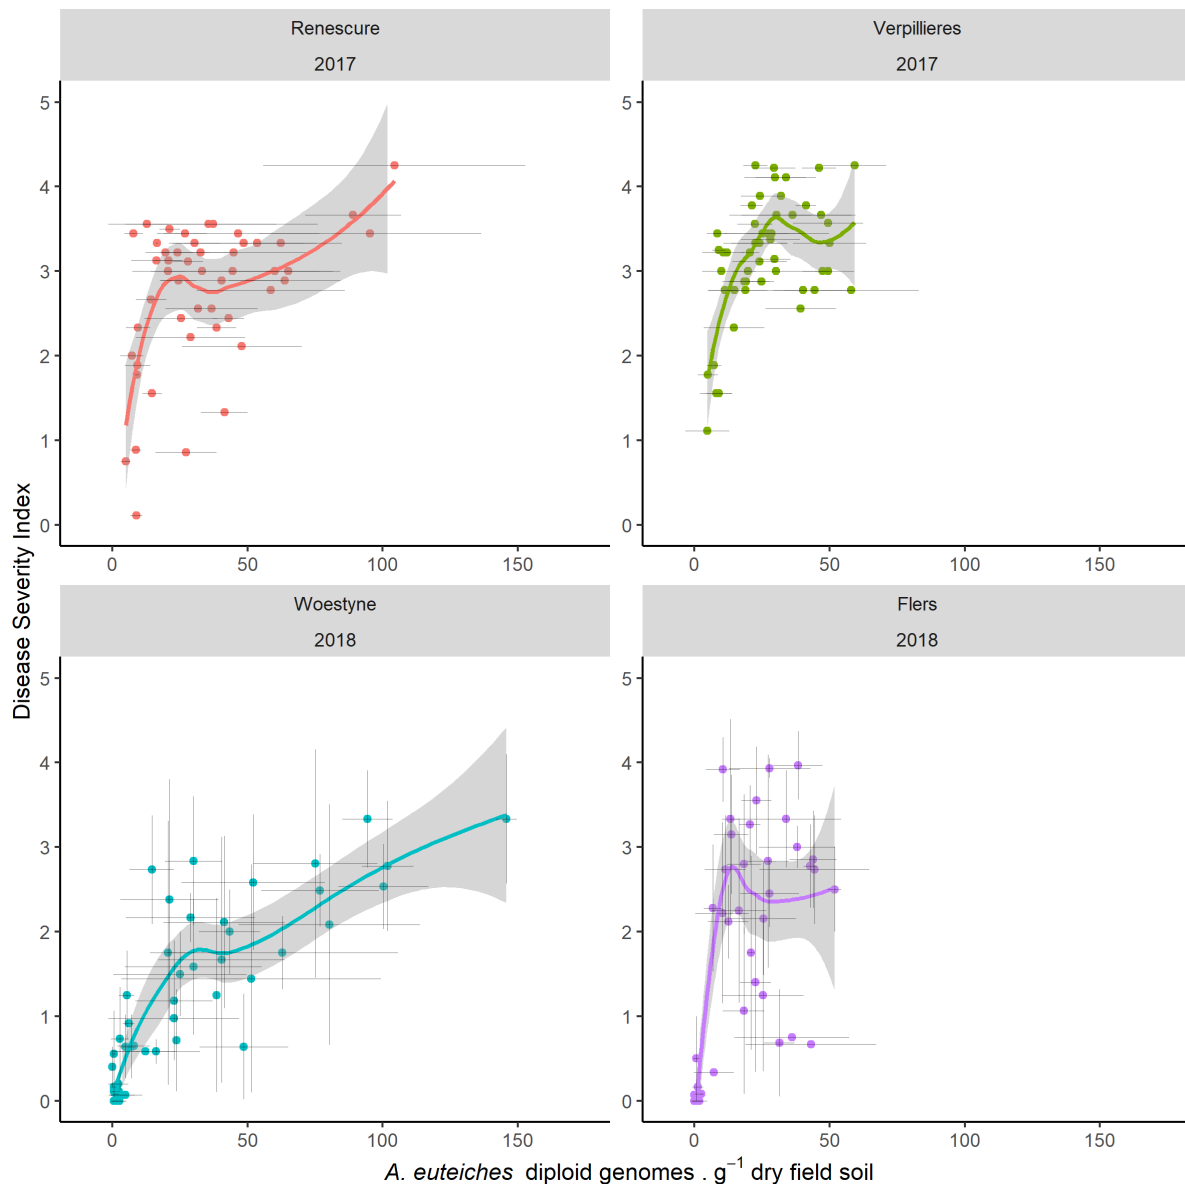 Renescure
2017
Verpillieres
2017
5
4
3
2
1
0
0 50 100 150
5
4
3
2
1
0
0 50 100 150
Woestyne
2018
Flers
2018
5
4
3
2
1
0
0 50 100 150
5
4
3
2
1
0
0 50 100 150
Disease Severity Index
A. euteiches diploid genomes . g⁻¹ dry field soil